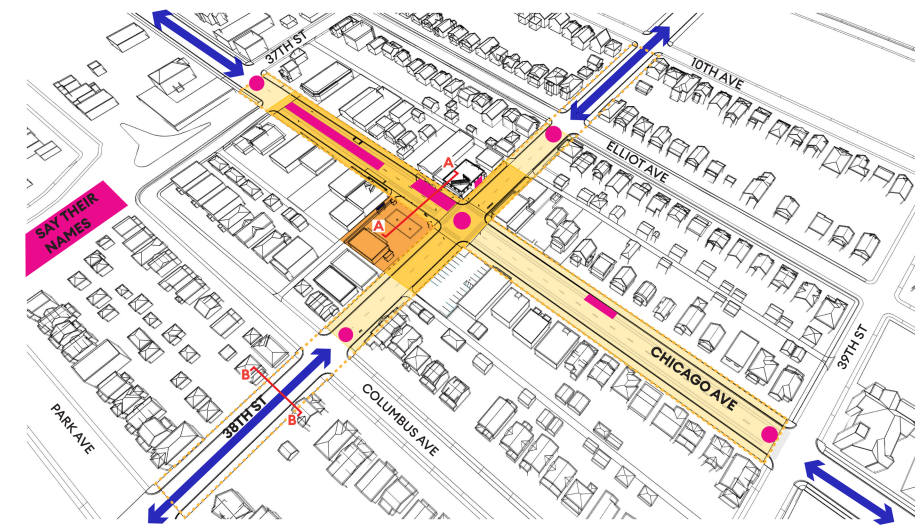 37TH ST
10TH AVE
ELLIOT AVE
A
A
SAY THEIR
NAMES
39TH ST
CHICAGO AVE
B
B
38TH ST
COLUMBUS AVE
PARK AVE